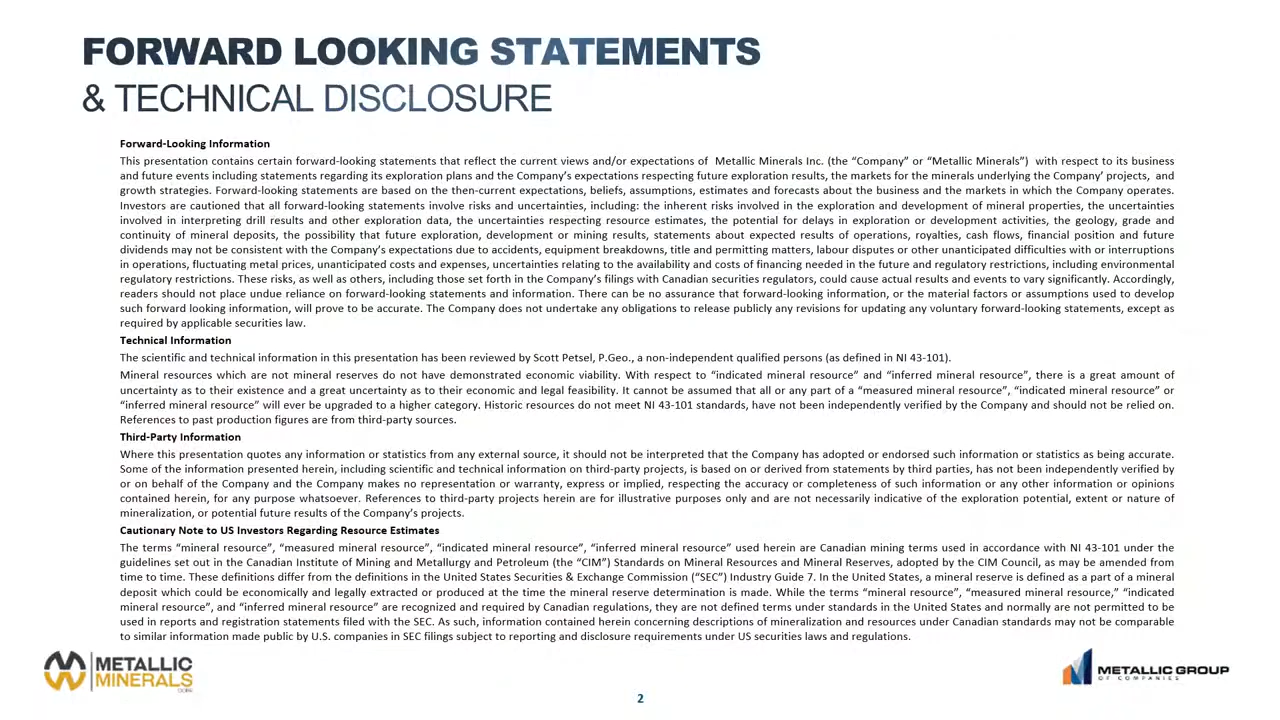 FORWARD LOOKING STATEMENTS
& TECHNICAL DISCLOSURE
Forward-Looking Information
This presentation contains certain forward-looking statements that reflect the current views and/or expectations of Metallic Minerals Inc. (the “Company” or “Metallic Minerals”) with respect to its business
and future events including statements regarding its exploration plans and the Company’s expectations respecting future exploration results, the markets for the minerals underlying the Company’ projects, and
growth strategies. Forward-looking statements are based on the then-current expectations, beliefs, assumptions, estimates and forecasts about the business and the markets in which the Company operates.
Investors are cautioned that all forward-looking statements involve risks and uncertainties, including: the inherent risks involved in the exploration and development of mineral properties, the uncertainties
involved in interpreting drill results and other exploration data, the uncertainties respecting resource estimates, the potential for delays in exploration or development activities, the geology, grade and
continuity of mineral deposits, the possibility that future exploration, development or mining results, statements about expected results of operations, royalties, cash flows, financial position and future
dividends may not be consistent with the Company’s expectations due to accidents, equipment breakdowns, title and permitting matters, labour disputes or other unanticipated difficulties with or interruptions
in operations, fluctuating metal prices, unanticipated costs and expenses, uncertainties relating to the availability and costs of financing needed in the future and regulatory restrictions, including environmental
regulatory restrictions. These risks, as well as others, including those set forth in the Company’s filings with Canadian securities regulators, could cause actual results and events to vary significantly. Accordingly,
readers should not place undue reliance on forward-looking statements and information. There can be no assurance that forward-looking information, or the material factors or assumptions used to develop
such forward looking information, will prove to be accurate. The Company does not undertake any obligations to release publicly any revisions for updating any voluntary forward-looking statements, except as
required by applicable securities law.
Technical Information
The scientific and technical information in this presentation has been reviewed by Scott Petsel, P.Geo., a non-independent qualified persons (as defined in NI 43-101).
Mineral resources which are not mineral reserves do not have demonstrated economic viability. With respect to “indicated mineral resource” and “inferred mineral resource”, there is a great amount of
uncertainty as to their existence and a great uncertainty as to their economic and legal feasibility. It cannot be assumed that all or any part of a “measured mineral resource”, “indicated mineral resource” or
“inferred mineral resource” will ever be upgraded to a higher category. Historic resources do not meet NI 43-101 standards, have not been independently verified by the Company and should not be relied on.
References to past production figures are from third-party sources.
Third-Party Information
Where this presentation quotes any information or statistics from any external source, it should not be interpreted that the Company has adopted or endorsed such information or statistics as being accurate.
Some of the information presented herein, including scientific and technical information on third-party projects, is based on or derived from statements by third parties, has not been independently verified by
or on behalf of the Company and the Company makes no representation or warranty, express or implied, respecting the accuracy or completeness of such information or any other information or opinions
contained herein, for any purpose whatsoever. References to third-party projects herein are for illustrative purposes only and are not necessarily indicative of the exploration potential, extent or nature of
mineralization, or potential future results of the Company’s projects.
Cautionary Note to US Investors Regarding Resource Estimates
The terms “mineral resource”, “measured mineral resource”, “indicated mineral resource”, “inferred mineral resource” used herein are Canadian mining terms used in accordance with NI 43-101 under the
guidelines set out in the Canadian Institute of Mining and Metallurgy and Petroleum (the “CIM”) Standards on Mineral Resources and Mineral Reserves, adopted by the CIM Council, as may be amended from
time to time. These definitions differ from the definitions in the United States Securities & Exchange Commission (“SEC”) Industry Guide 7. In the United States, a mineral reserve is defined as a part of a mineral
deposit which could be economically and legally extracted or produced at the time the mineral reserve determination is made. While the terms “mineral resource”, “measured mineral resource,” “indicated
mineral resource”, and “inferred mineral resource” are recognized and required by Canadian regulations, they are not defined terms under standards in the United States and normally are not permitted to be
used in reports and registration statements filed with the SEC. As such, information contained herein concerning descriptions of mineralization and resources under Canadian standards may not be comparable
to similar information made public by U.S. companies in SEC filings subject to reporting and disclosure requirements under US securities laws and regulations.
METALLIC
MINERALS
CORP.
METALLIC GROUP
OF COMPANIES
2